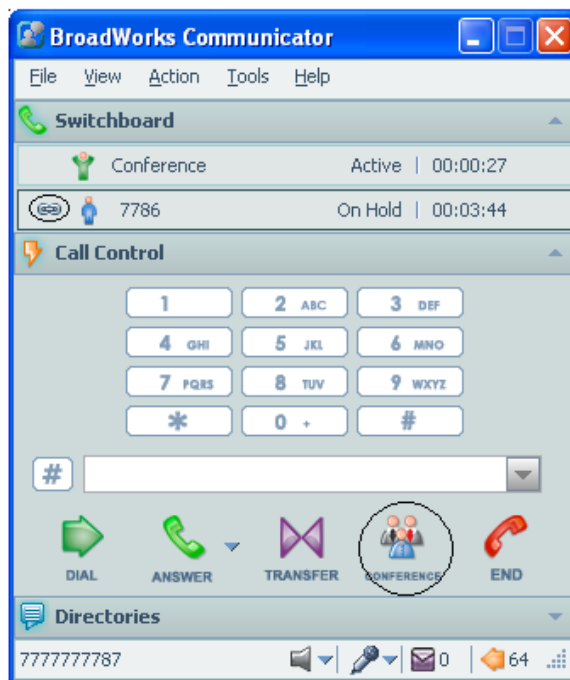 BroadWorks Communicator
File View Action Tools Help
Switchboard
Conference Active | 00:00:27
7786 On Hold | 00:03:44
Call Control
1 2 ABC 3 DEF
4 GHI 5 JKL 6 MNO
7 PQRS 8 TUV 9 WXYZ
* 0 + #
#
DIAL ANSWER TRANSFER CONFERENCE END
Directories
7777777787 0 64